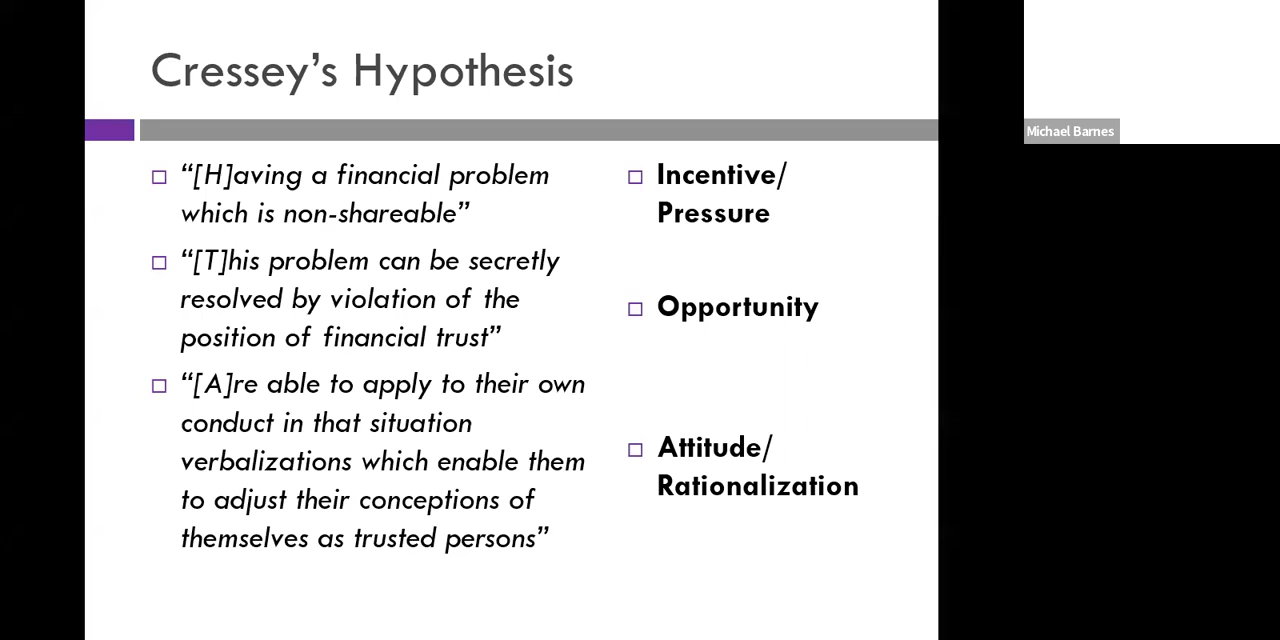 Cressey’s Hypothesis
“[H]aving a financial problem
which is non-shareable”
“[T]his problem can be secretly
resolved by violation of the
position of financial trust”
“[A]re able to apply to their own
conduct in that situation
verbalizations which enable them
to adjust their conceptions of
themselves as trusted persons”
Incentive/
Pressure
Opportunity
Attitude/
Rationalization
Michael Barnes